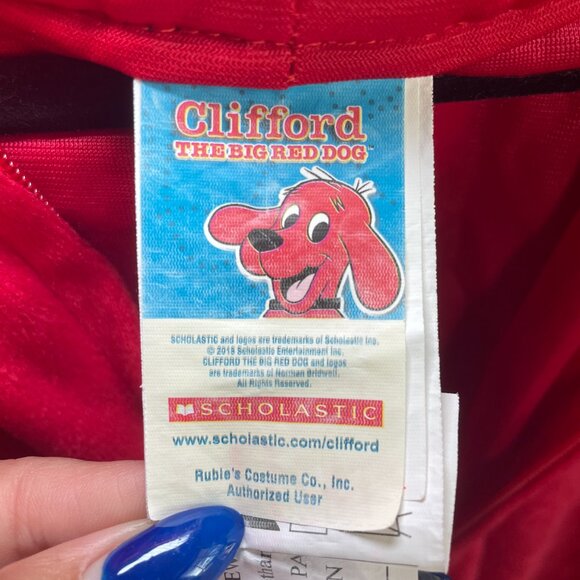 Clifford
THE BIG RED DOG™
SCHOLASTIC and logos are trademarks of Scholastic Inc.
© 2018 Scholastic Entertainment Inc.
CLIFFORD THE BIG RED DOG and logos
are trademarks of Norman Bridwell.
All Rights Reserved.
SCHOLASTIC
www.scholastic.com/clifford
Rubie's Costume Co., Inc.
Authorized User